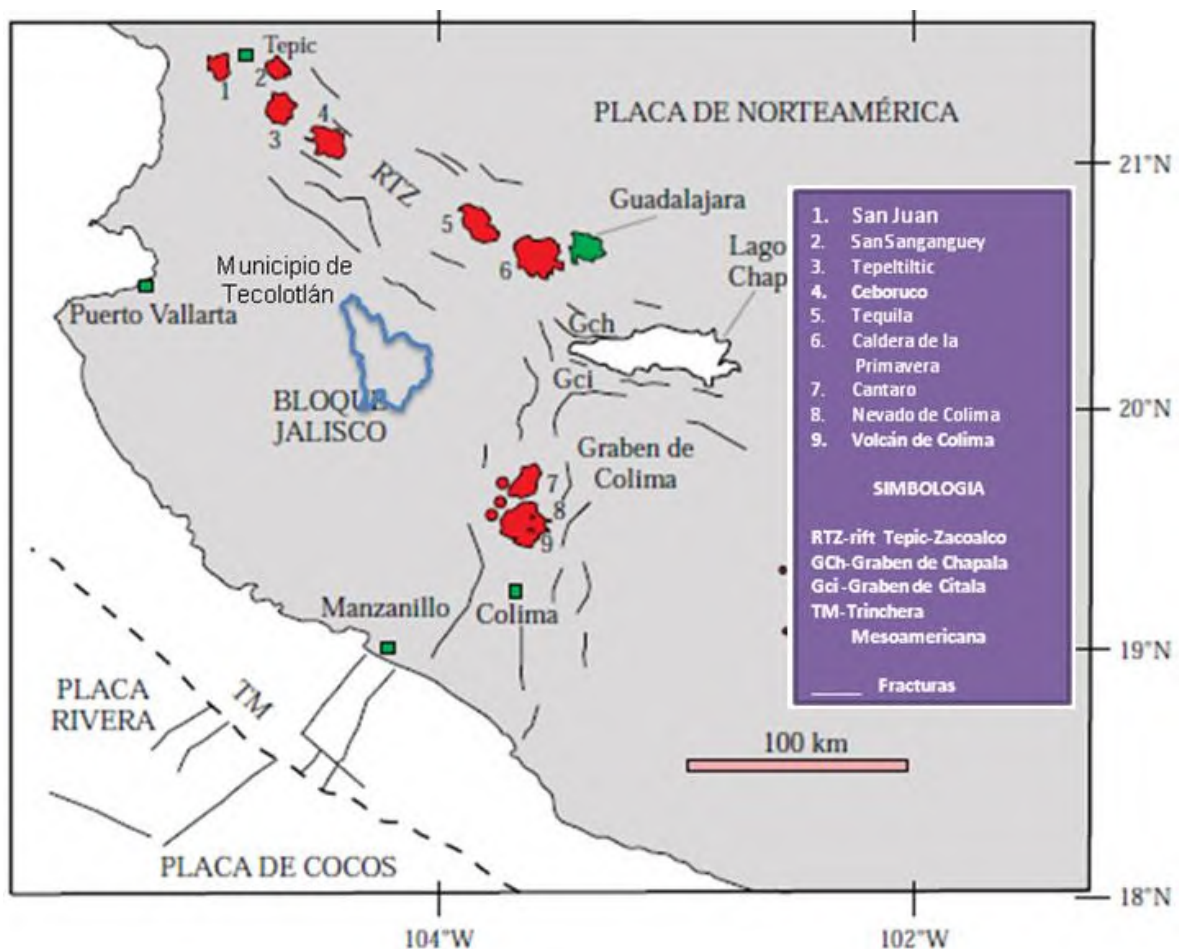 Tepic
1
2
3
4
PLACA DE NORTEAMÉRICA
RTZ
21°N
5
6
Guadalajara
Lago
Chap
Municipio de
Tecolotlán
Puerto Vallarta
Gch
Gci
BLOQUE
JALISCO
20°N
Graben de
Colima
7
8
9
Manzanillo
Colima
19°N
PLACA
RIVERA
TM
100 km
PLACA DE COCOS
18°N
104°W
102°W
1. San Juan
2. San Sanganguey
3. Tepeltiltic
4. Ceboruco
5. Tequila
6. Caldera de la
Primavera
7. Cantaro
8. Nevado de Colima
9. Volcán de Colima
SIMBOLOGIA
RTZ-rift Tepic-Zacoalco
GCh-Graben de Chapala
Gci-Graben de Citala
TM-Trinchera
Mesoamericana
Fracturas